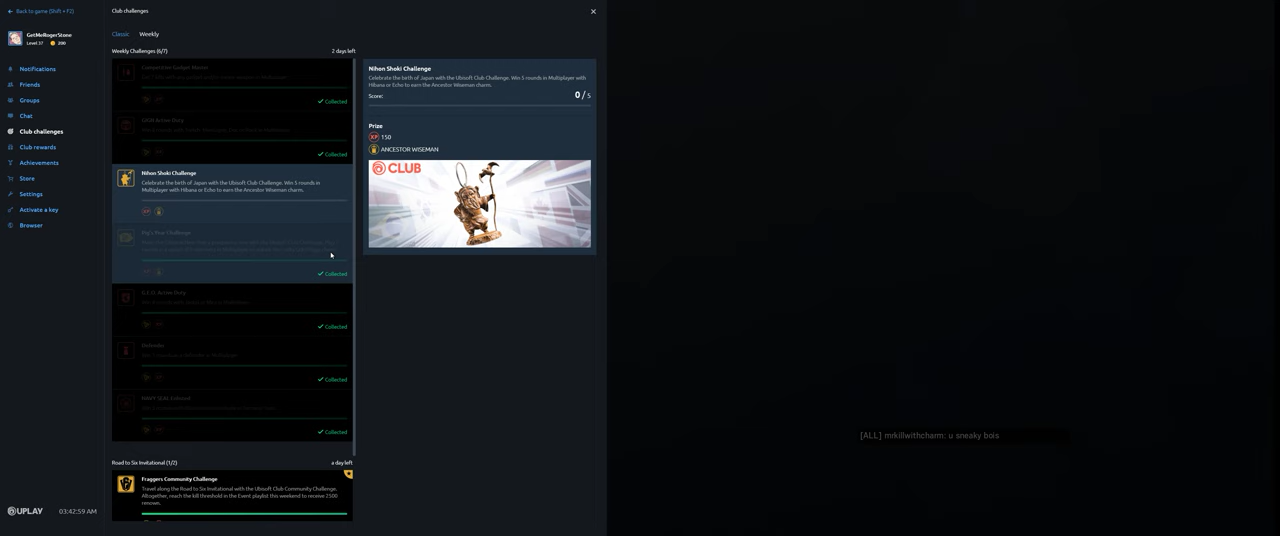 Back to game (Shift + F2)
GetMeRogerStone
Level 37 200
Notifications
Friends
Groups
Chat
Club challenges
Club rewards
Achievements
Store
Settings
Activate a key
Browser
UPLAY 03:42:59 AM
Club challenges
Classic Weekly
Weekly Challenges (6/7) 2 days left
Collected
Collected
Nihon Shoki Challenge
Celebrate the birth of Japan with the Ubisoft Club Challenge. Win 5 rounds in
Multiplayer with Hibana or Echo to earn the Ancestor Wiseman charm.
XP
Pig's Year Challenge
Collected
G.E.O. Active Duty
Collected
Defender
Collected
Collected
Road to Six Invitational (1/2) a day left
Fraggers Community Challenge
Travel along the Road to Six Invitational with the Ubisoft Club Community Challenge.
Altogether, reach the kill threshold in the Event playlist this weekend to receive 2500
renown.
Nihon Shoki Challenge
Celebrate the birth of Japan with the Ubisoft Club Challenge. Win 5 rounds in Multiplayer with
Hibana or Echo to earn the Ancestor Wiseman charm.
Score: 0 / 5
Prize
XP 150
ANCESTOR WISEMAN
CLUB
[ALL] mrkillwithcharm: u sneaky bois